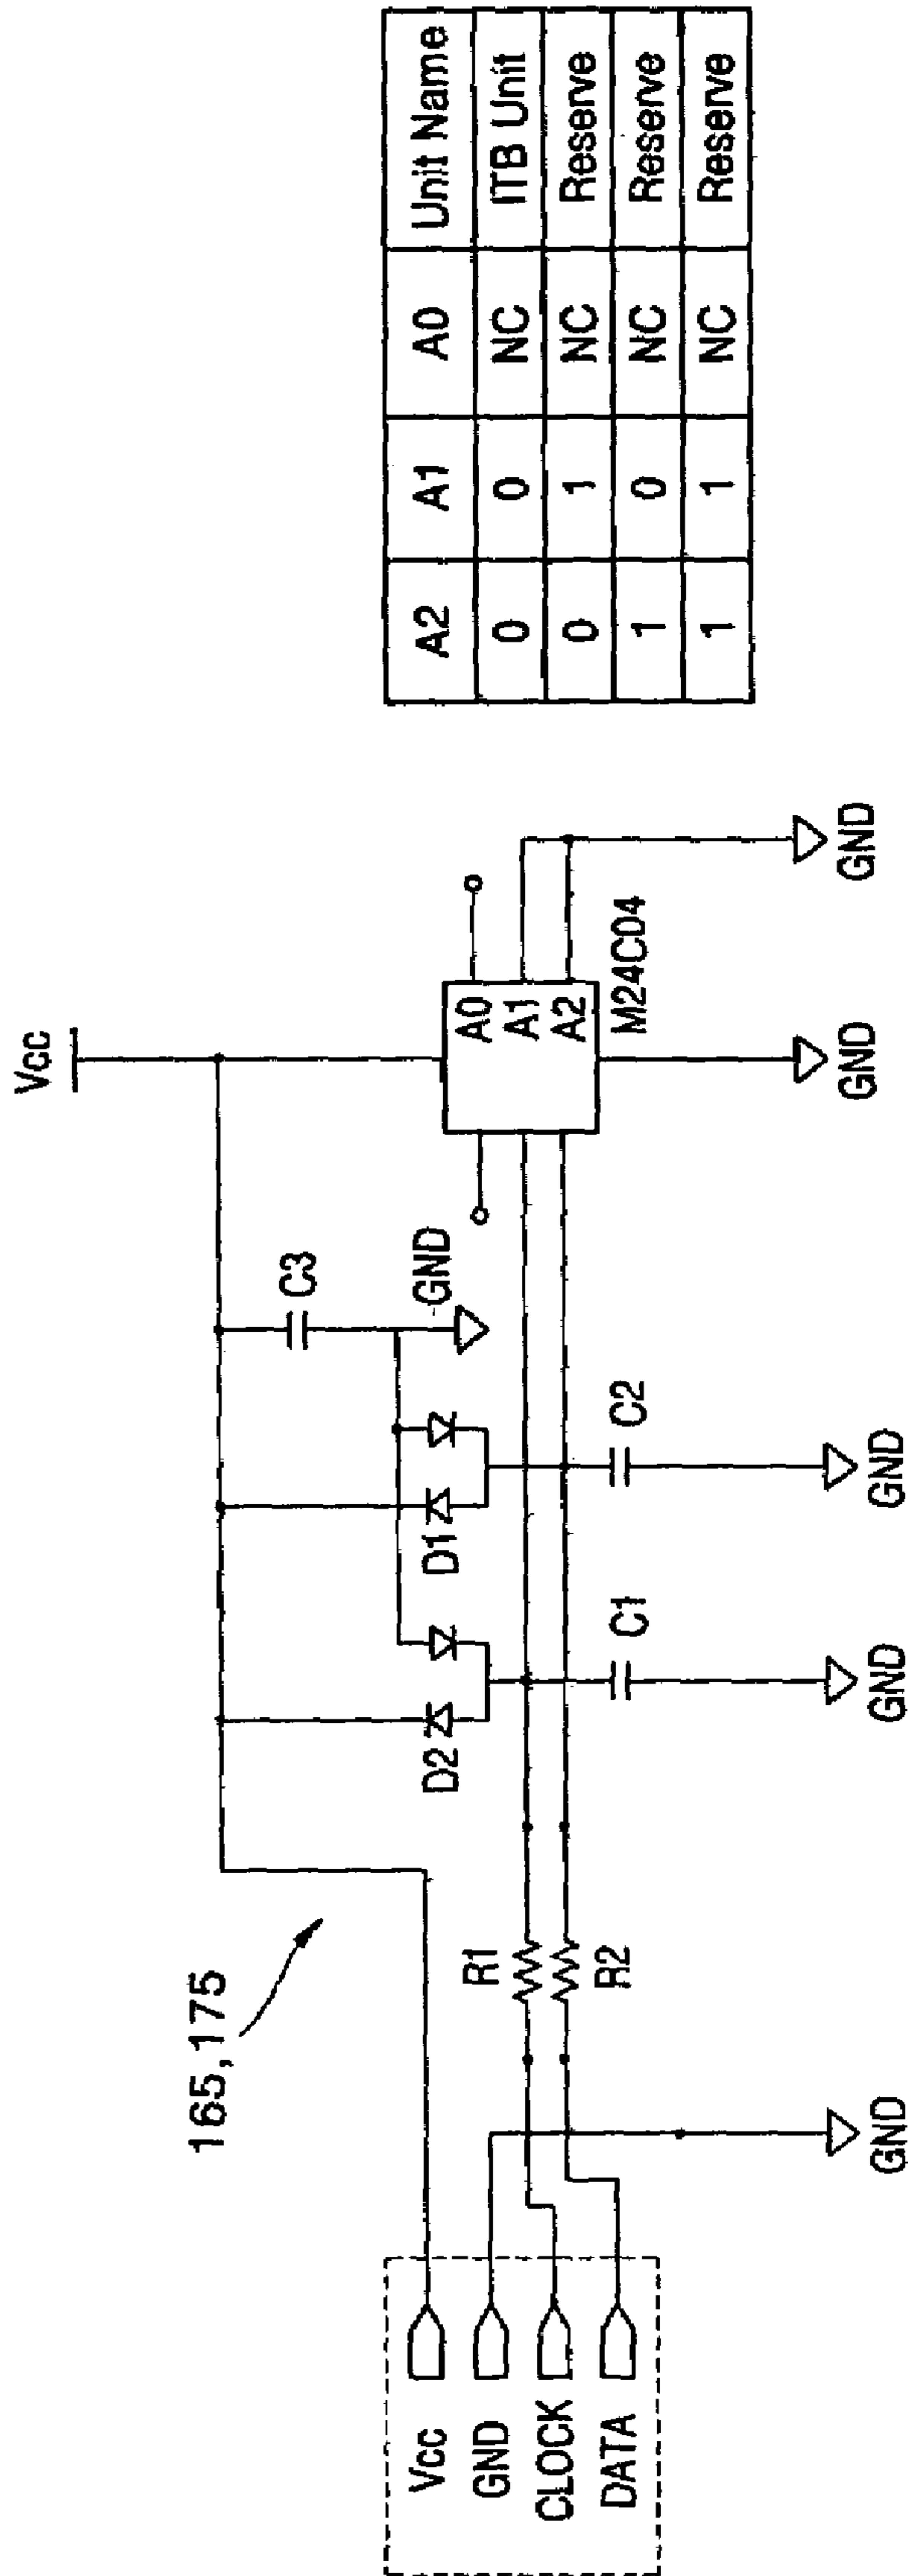 165,175
Vcc
GND
CLOCK
DATA
R1
R2
GND
D2
D1
C1
GND
C2
GND
C3
GND
Vcc
A0
A1
A2
M24C04
GND
GND
A2 A1 A0 Unit Name
0 0 NC ITB Unit
0 1 NC Reserve
1 0 NC Reserve
1 1 NC Reserve